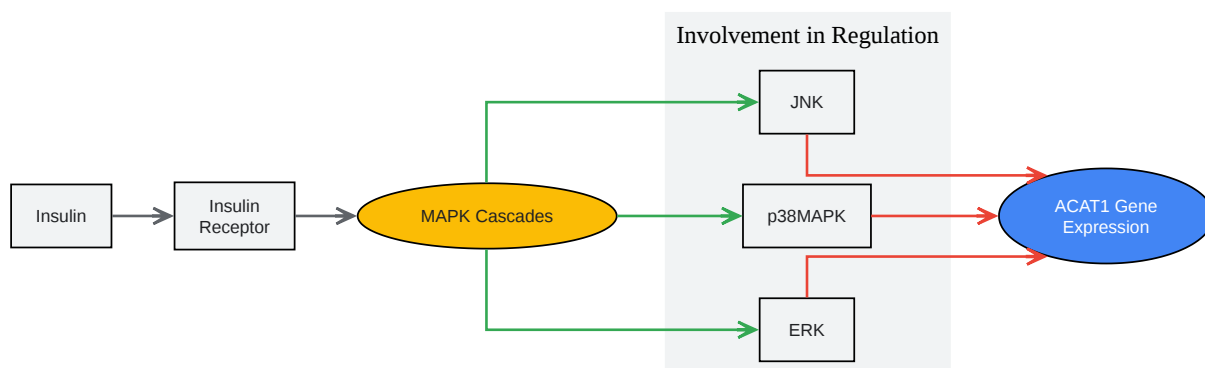 Involvement in Regulation
JNK
Insulin
Insulin
Receptor
MAPK Cascades
p38MAPK
ACAT1 Gene
Expression
ERK